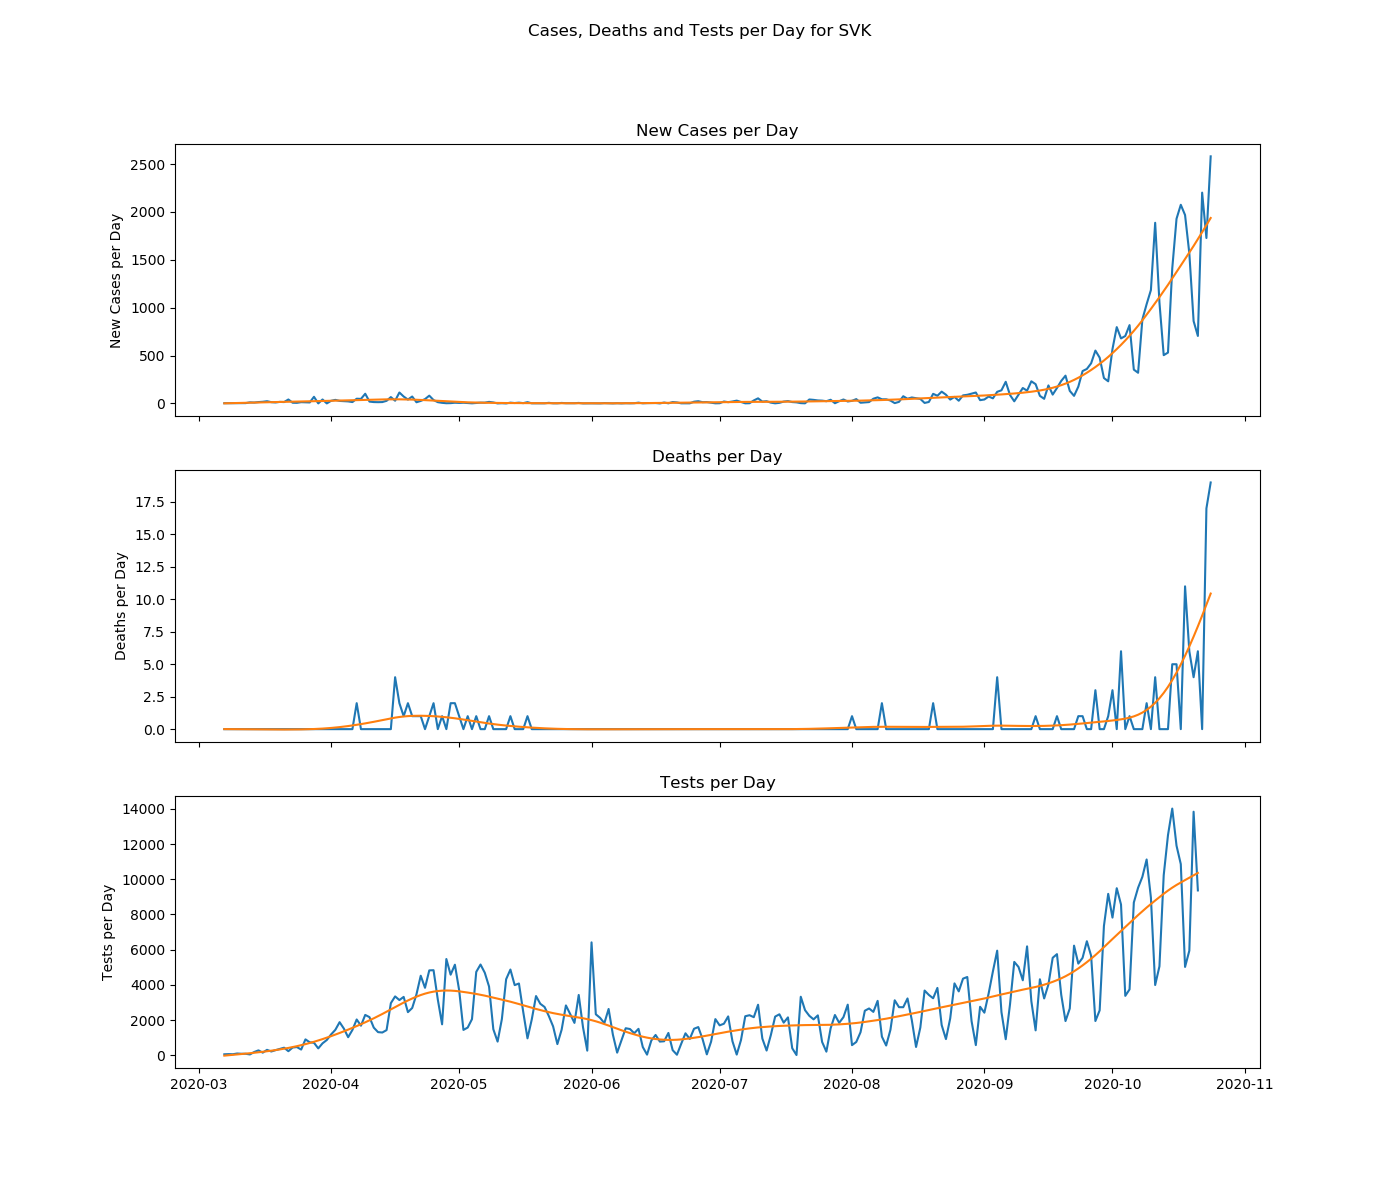 Cases, Deaths and Tests per Day for SVK
New Cases per Day
2500
2000
1500
1000
500
0
New Cases per Day
Deaths per Day
17.5
15.0
12.5
10.0
7.5
5.0
2.5
0.0
Deaths per Day
Tests per Day
14000
12000
10000
8000
6000
4000
2000
0
Tests per Day
2020-03 2020-04 2020-05 2020-06 2020-07 2020-08 2020-09 2020-10 2020-11